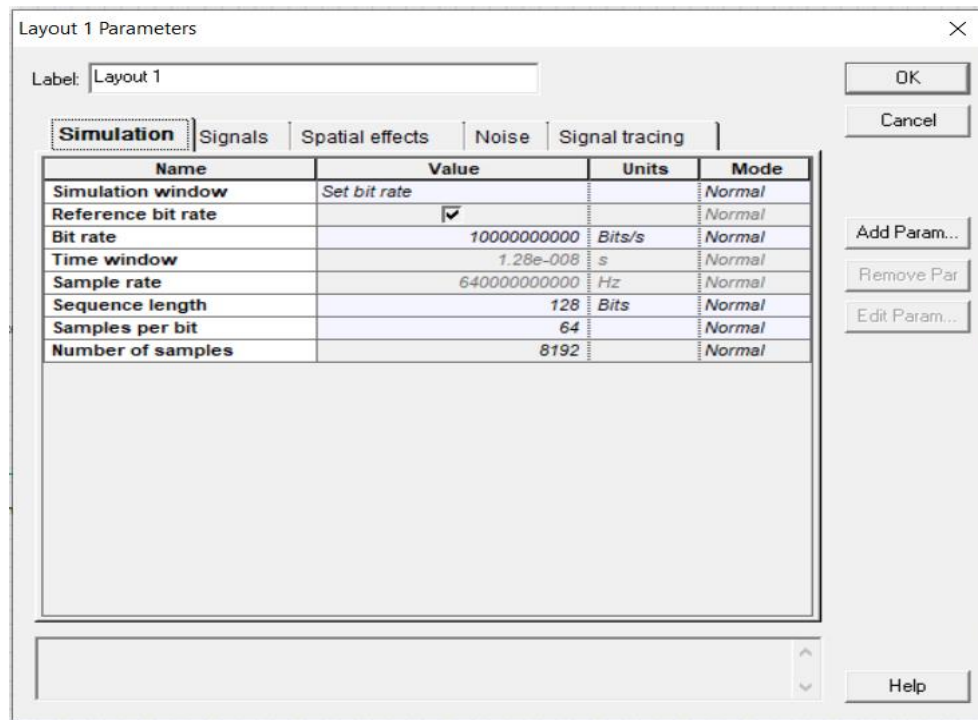 Layout 1 Parameters
Label: Layout 1
OK
Cancel
Simulation Signals Spatial effects Noise Signal tracing
Name Value Units Mode
Simulation window Set bit rate Normal
Reference bit rate Normal
Bit rate 10000000000 Bits/s Normal
Time window 1.28e-008 s Normal
Sample rate 640000000000 Hz Normal
Sequence length 128 Bits Normal
Samples per bit 64 Normal
Number of samples 8192 Normal
Add Param...
Remove Par
Edit Param...
Help